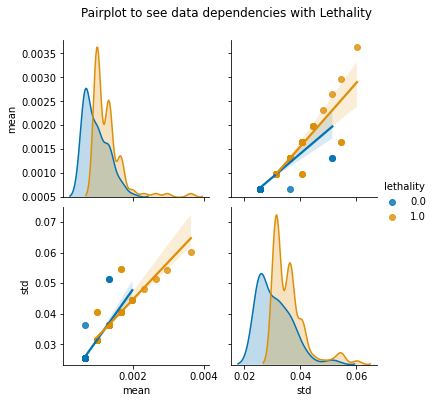 Pairplot to see data dependencies with Lethality
0.0035
0.0030
0.0025
0.0020
0.0015
0.0010
0.0005
mean
lethality
0.0
1.0
0.07
0.06
0.05
0.04
0.03
std
0.002 0.004
mean
0.02 0.04 0.06
std